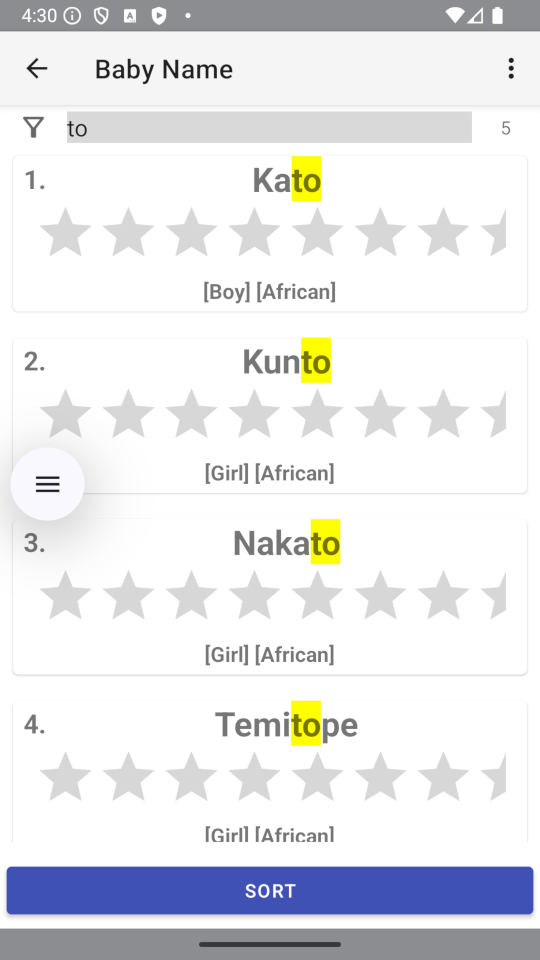 4:30
Baby Name
to
5
1.
Kato
[Boy] [African]
2.
Kunto
[Girl] [African]
3.
Nakato
[Girl] [African]
4.
Temitope
[Girl] [African]
SORT